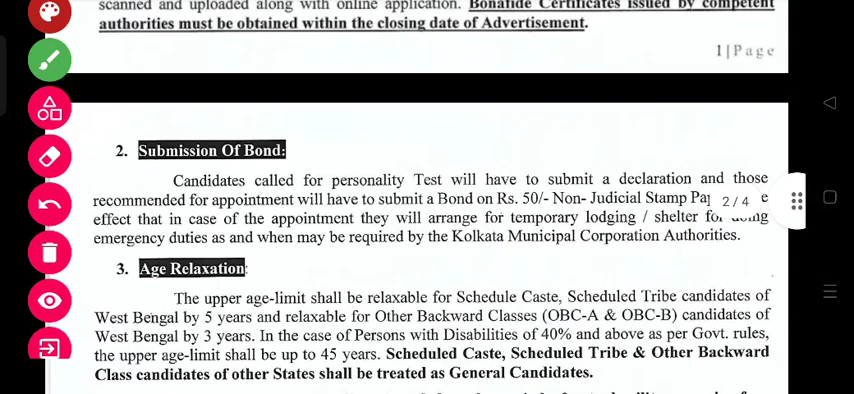 scanned and uploaded along with online application. Bonafide Certificates issued by competent
authorities must be obtained within the closing date of Advertisement.
1 | Page
2. Submission Of Bond:
Candidates called for personality Test will have to submit a declaration and those
recommended for appointment will have to submit a Bond on Rs. 50/- Non- Judicial Stamp 2 / 4
effect that in case of the appointment they will arrange for temporary lodging / shelter
emergency duties as and when may be required by the Kolkata Municipal Corporation Authorities.
3. Age Relaxation:
The upper age-limit shall be relaxable for Schedule Caste, Scheduled Tribe candidates of
West Bengal by 5 years and relaxable for Other Backward Classes (OBC-A & OBC-B) candidates of
West Bengal by 3 years. In the case of Persons with Disabilities of 40% and above as per Govt. rules,
the upper age-limit shall be up to 45 years. Scheduled Caste, Scheduled Tribe & Other Backward
Class candidates of other States shall be treated as General Candidates.